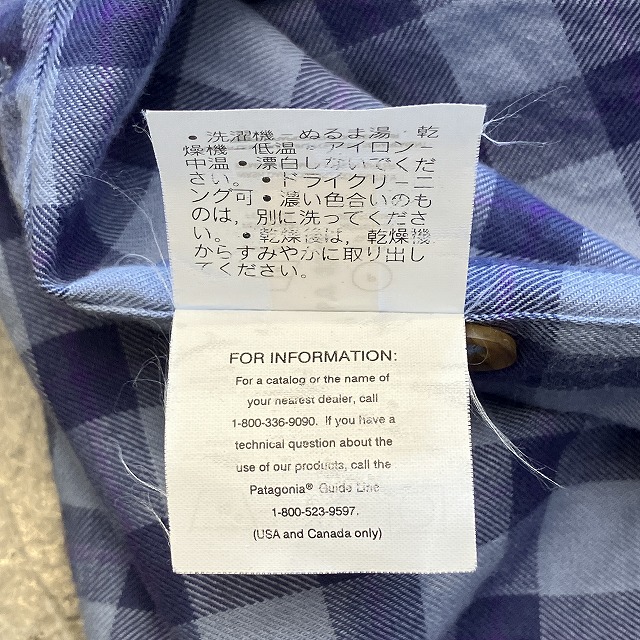 • 洗濯機–ぬるま湯 • 乾
燥機–低温 • アイロン–
中温 • 漂白しないでくだ
さい。 • ドライクリーニ
ング可 • 濃い色合いのも
のは, 別に洗ってくださ
い。 • 乾燥後は, 乾燥機
からすみやかに取り出し
てください。
FOR INFORMATION:
For a catalog or the name of
your nearest dealer, call
1-800-336-9090. If you have a
technical question about the
use of our products, call the
Patagonia® Guide Line
1-800-523-9597.
(USA and Canada only)